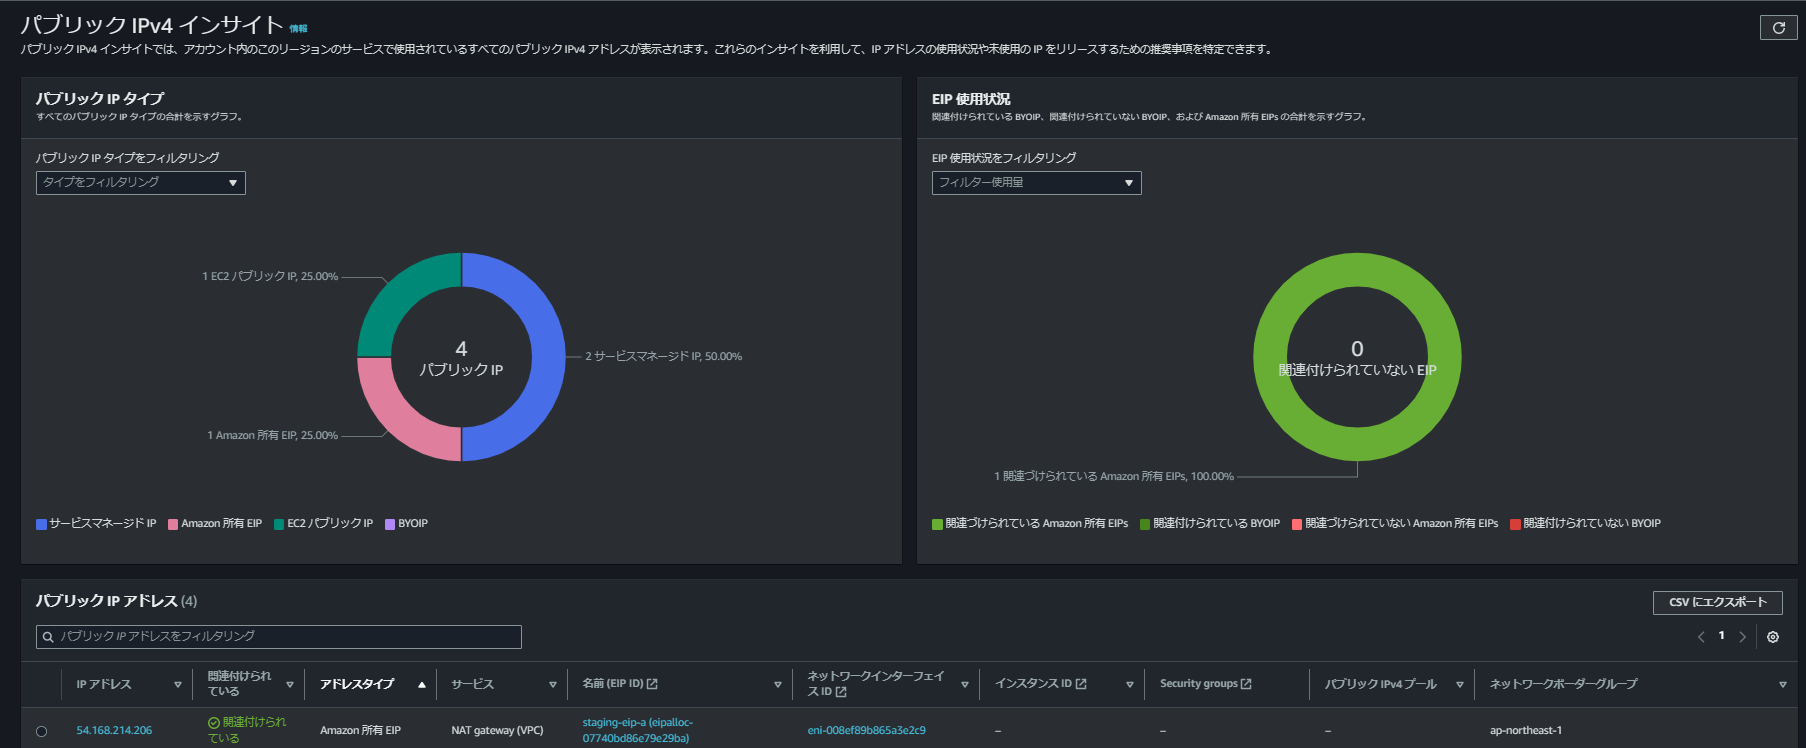 パブリック IPv4 インサイト 情報
パブリック IPv4 インサイトでは、アカウント内のこのリージョンのサービスで使用されているすべてのパブリック IPv4 アドレスが表示されます。これらのインサイトを利用して、IP アドレスの使用状況や未使用の IP をリリースするための推奨事項を特定できます。
パブリック IP タイプ
すべてのパブリック IP タイプの合計を示すグラフ。
パブリック IP タイプをフィルタリング
タイプをフィルタリング
1 EC2 パブリック IP, 25.00%
4
パブリック IP
2 サービスマネージド IP, 50.00%
1 Amazon 所有 EIP, 25.00%
サービスマネージド IP Amazon 所有 EIP EC2 パブリック IP BYOIP
EIP 使用状況
関連付けられている BYOIP、関連付けられていない BYOIP、および Amazon 所有 EIPs の合計を示すグラフ。
EIP 使用状況をフィルタリング
フィルター使用量
0
関連付けられていない EIP
1 関連づけられている Amazon 所有 EIPs, 100.00%
関連づけられている Amazon 所有 EIPs 関連付けられている BYOIP 関連づけられていない Amazon 所有 EIPs 関連付けられていない BYOIP
パブリック IP アドレス (4)
CSV にエクスポート
パブリック IP アドレスをフィルタリング
1
IP アドレス
関連付けられ
ている
アドレスタイプ
サービス
名前 (EIP ID)
ネットワークインターフェイ
ス ID
インスタンス ID
Security groups
パブリック IPv4 プール
ネットワークボーダーグループ
54.168.214.206
関連付けられ
ている
Amazon 所有 EIP
NAT gateway (VPC)
staging-eip-a (eipalloc-
07740bd86e79e29ba)
eni-008ef89b865a3e2c9
–
–
–
ap-northeast-1